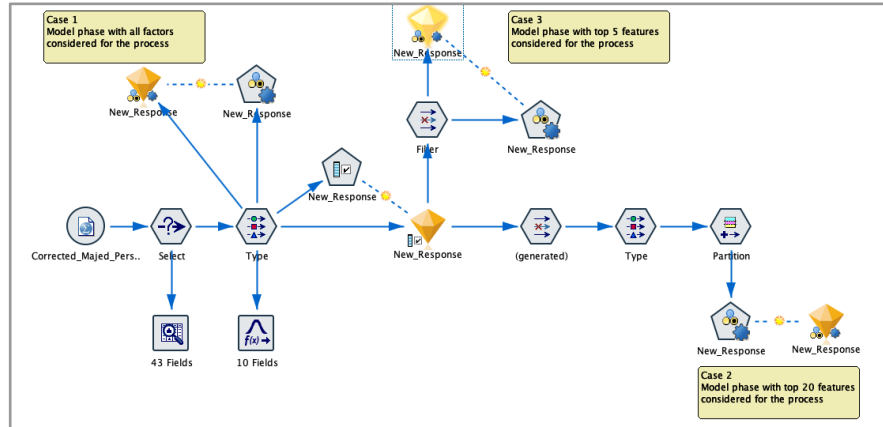 Case 1
Model phase with all factors
considered for the process
Case 3
Model phase with top 5 features
considered for the process
New_Response
New_Response
New_Response
Filter
New_Response
New_Response
Corrected_Majed_Pers...
Select
Type
New_Response
(generated)
Type
Partition
43 Fields
10 Fields
New_Response
New_Response
Case 2
Model phase with top 20 features
considered for the process